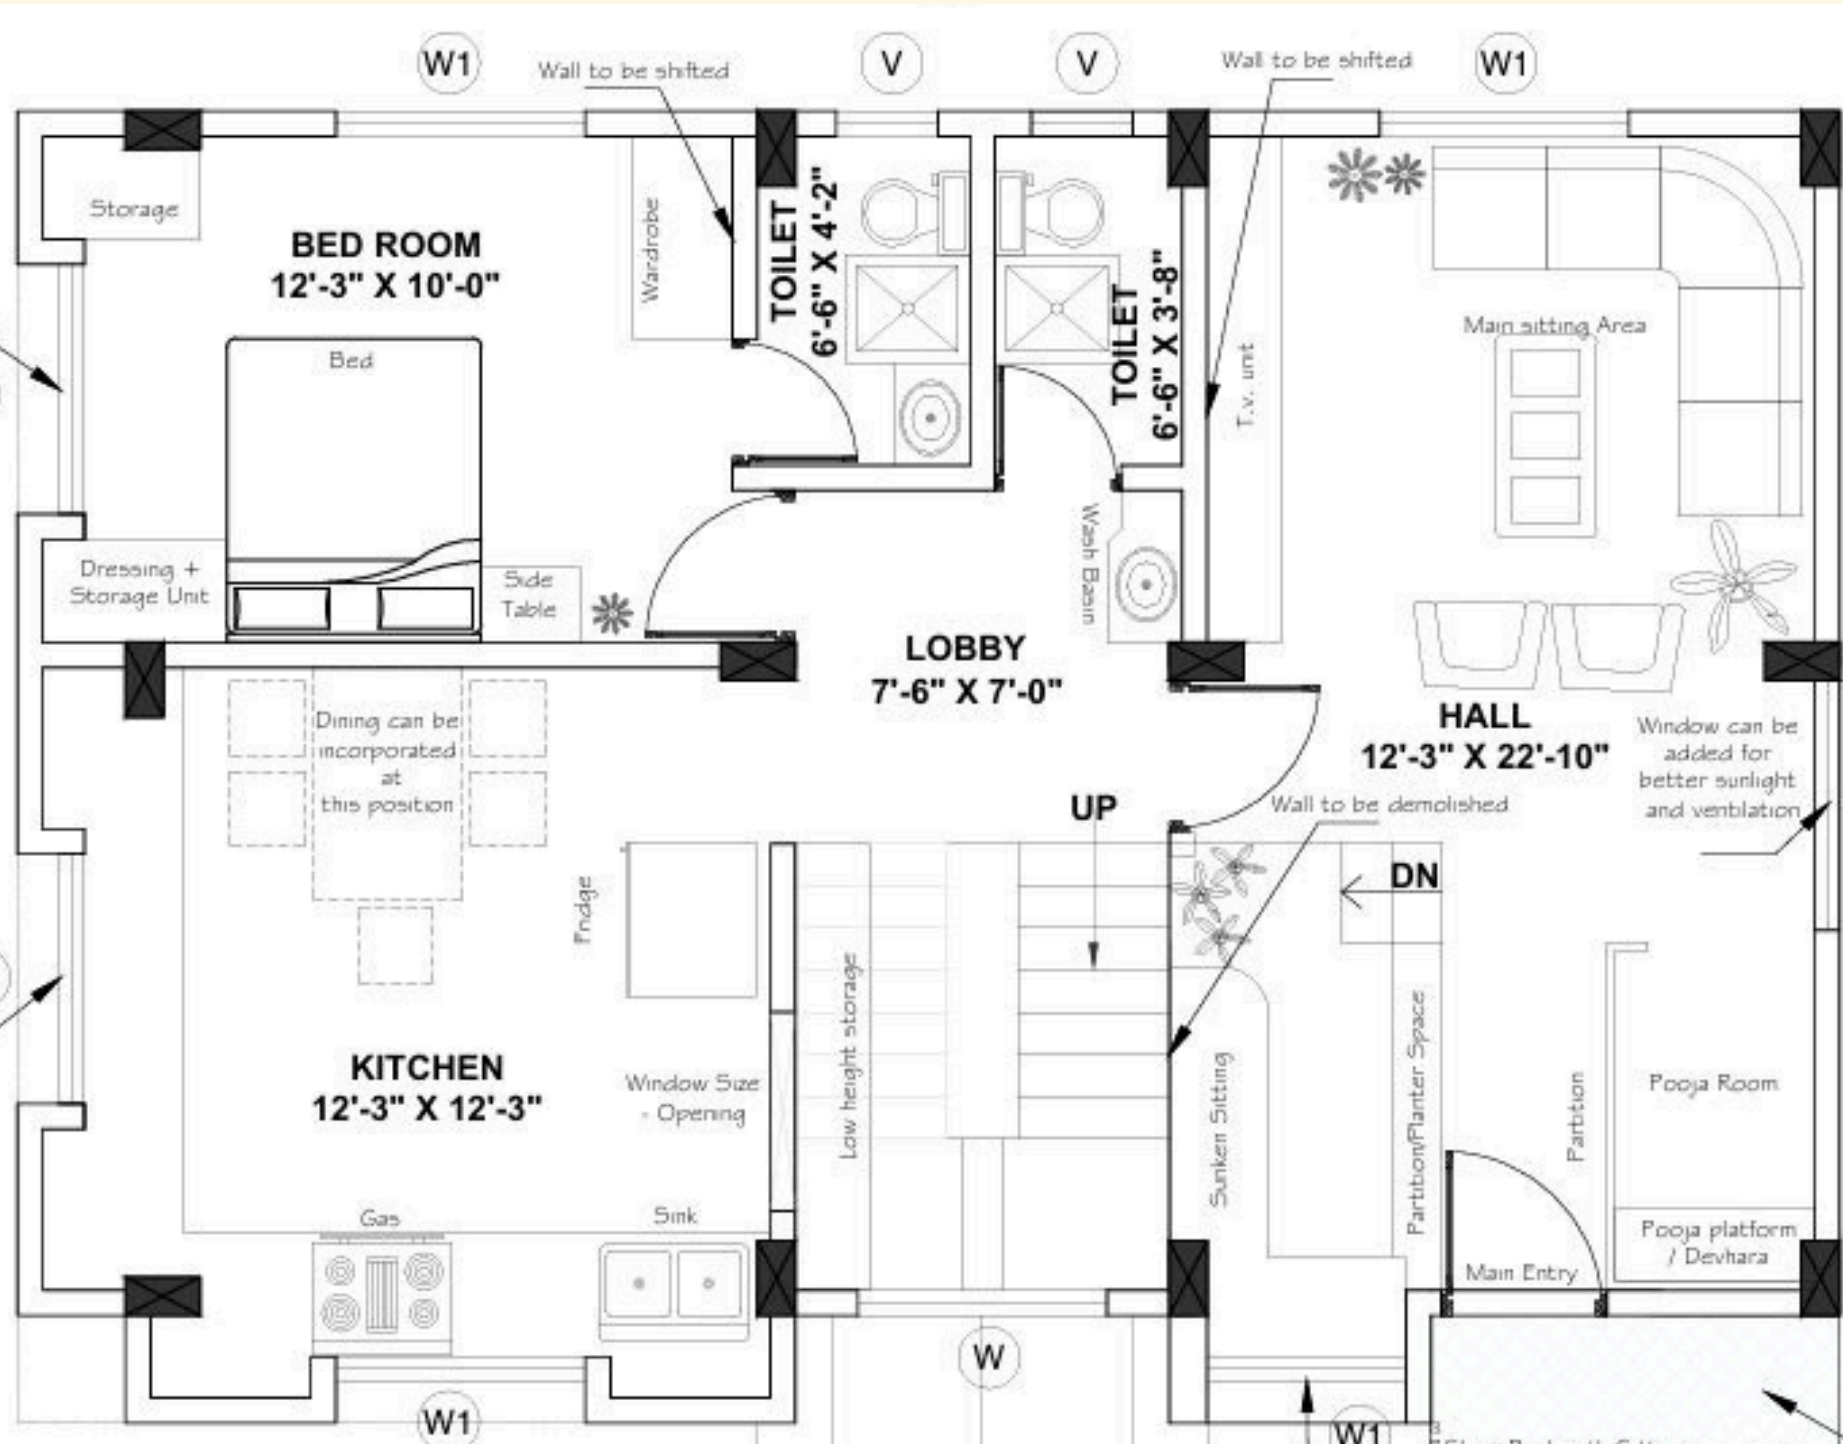 W1
Wall to be shifted
V
V
Wall to be shifted
W1
Storage
BED ROOM
12'-3" X 10'-0"
Wardrobe
TOILET
6'-6" X 4'-2"
TOILET
6'-6" X 3'-8"
T.v. unit
Main sitting Area
Bed
Dressing +
Storage Unit
Side
Table
Wash Basin
LOBBY
7'-6" X 7'-0"
HALL
12'-3" X 22'-10"
Window can be
added for
better sunlight
and ventilation
Dining can be
incorporated
at
this position
UP
Wall to be demolished
DN
Fridge
Low height storage
KITCHEN
12'-3" X 12'-3"
Window Size
- Opening
Sunken Sitting
Partition/Planter Space
Partition
Pooja Room
Gas
Sink
Main Entry
Pooja platform
/ Devhara
W
W1
W1